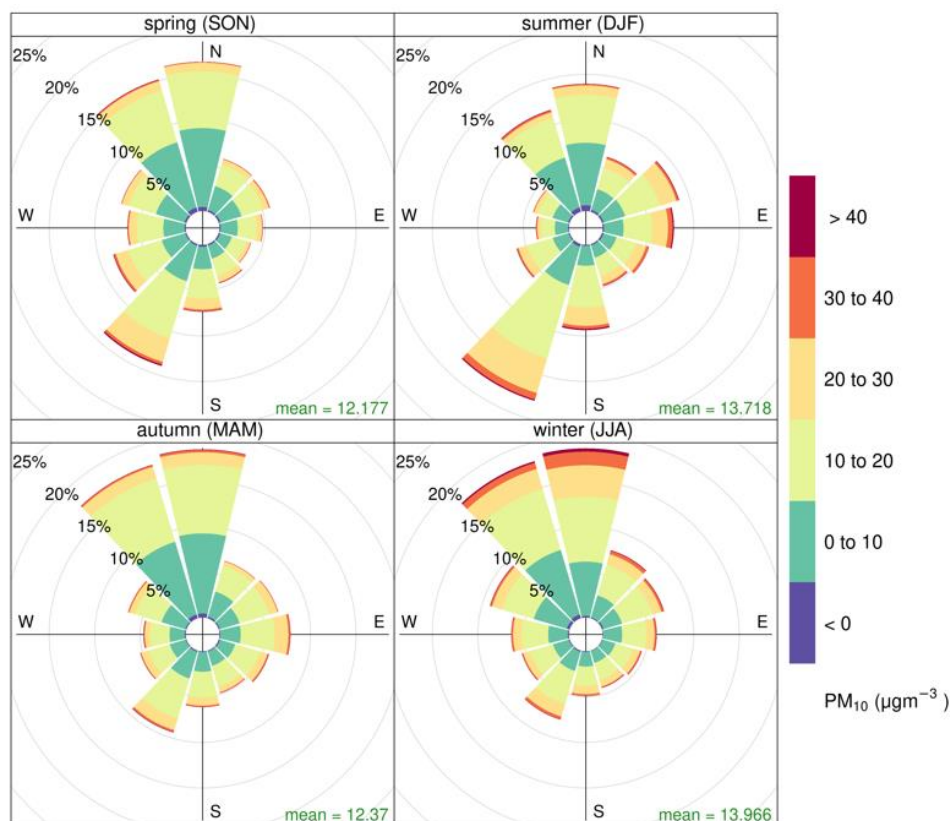 spring (SON)
25%
20%
15%
10%
5%
N
W
E
S
mean = 12.177
summer (DJF)
25%
20%
15%
10%
5%
N
W
E
S
mean = 13.718
autumn (MAM)
25%
20%
15%
10%
5%
W
E
S
mean = 12.37
winter (JJA)
25%
20%
15%
10%
5%
W
E
S
mean = 13.966
> 40
30 to 40
20 to 30
10 to 20
0 to 10
< 0
PM₁₀ (µgm⁻³ )